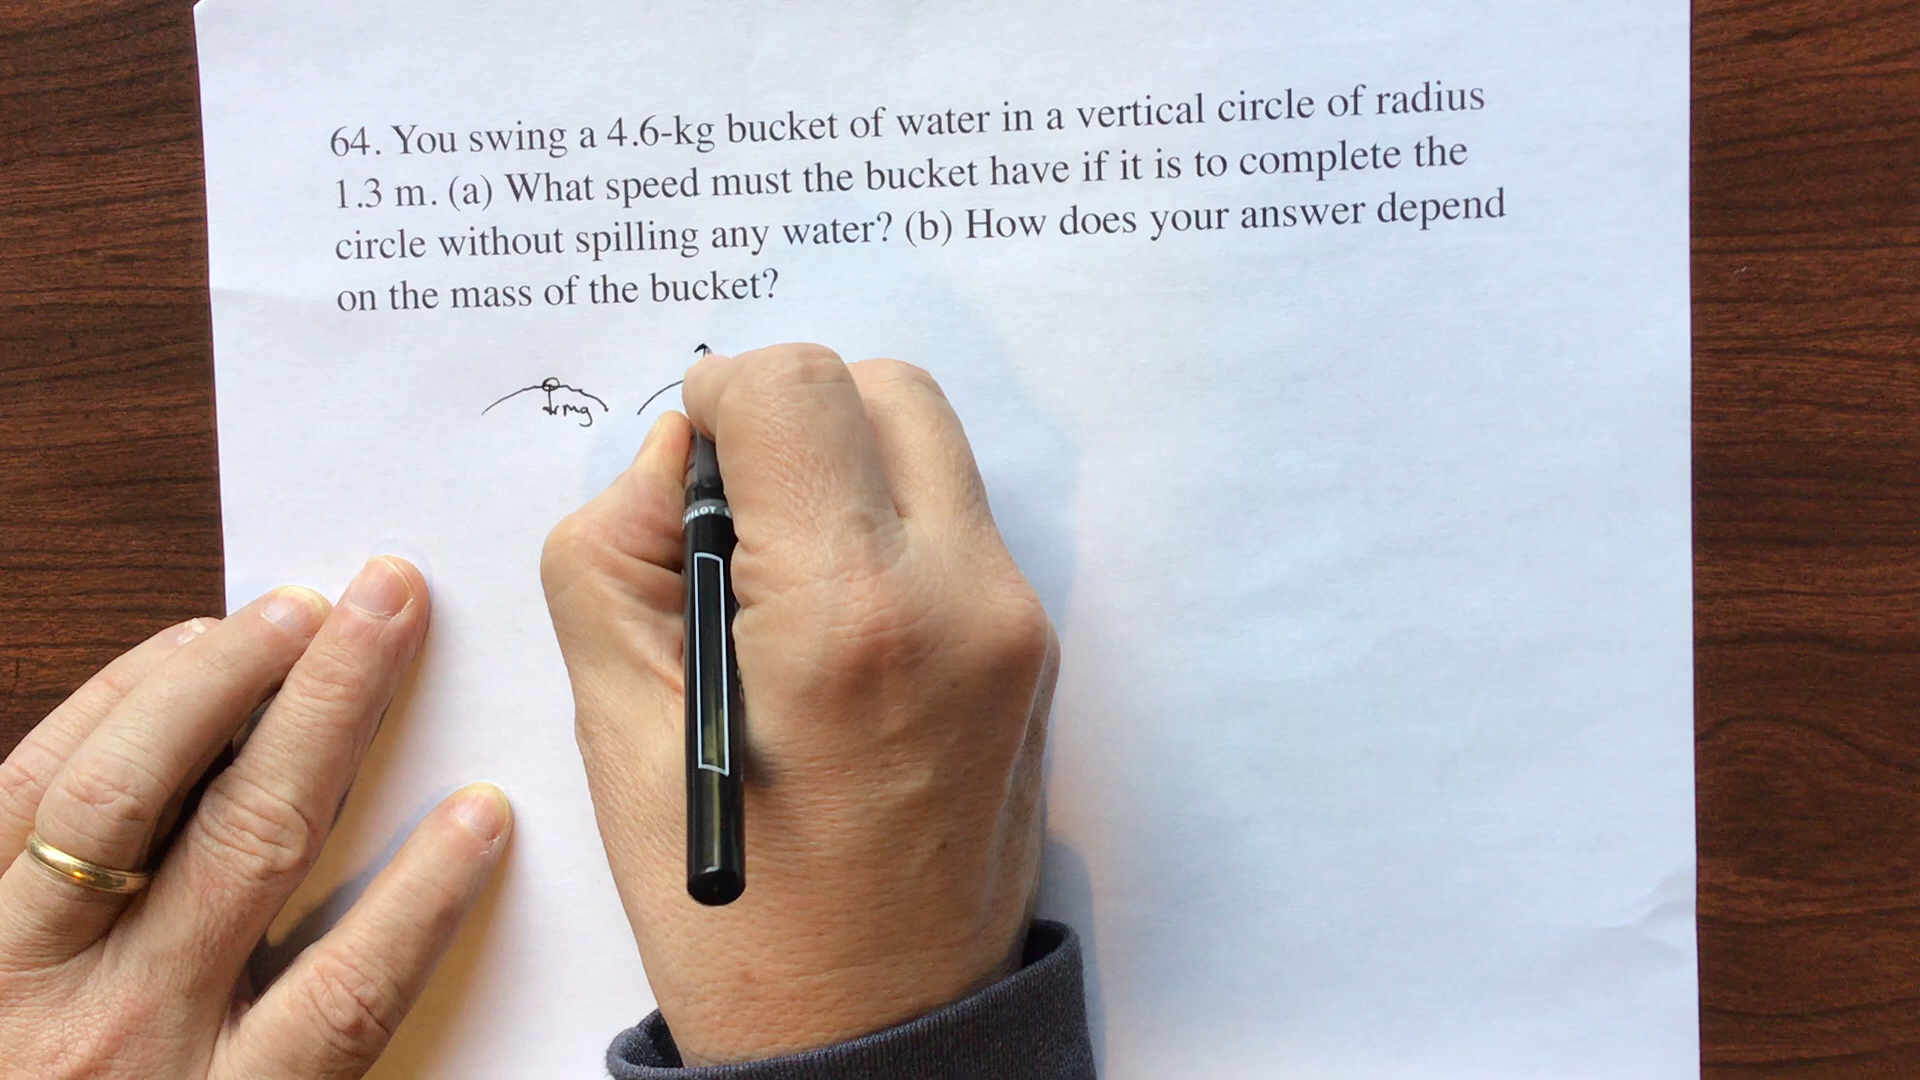 64. You swing a 4.6-kg bucket of water in a vertical circle of radius
1.3 m. (a) What speed must the bucket have if it is to complete the
circle without spilling any water? (b) How does your answer depend
on the mass of the bucket?
mg
PILOT